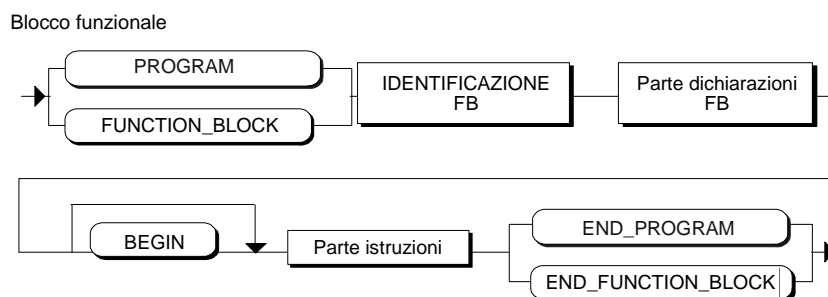 Blocco funzionale
PROGRAM
FUNCTION_BLOCK
IDENTIFICAZIONE
FB
Parte dichiarazioni
FB
BEGIN
Parte istruzioni
END_PROGRAM
END_FUNCTION_BLOCK